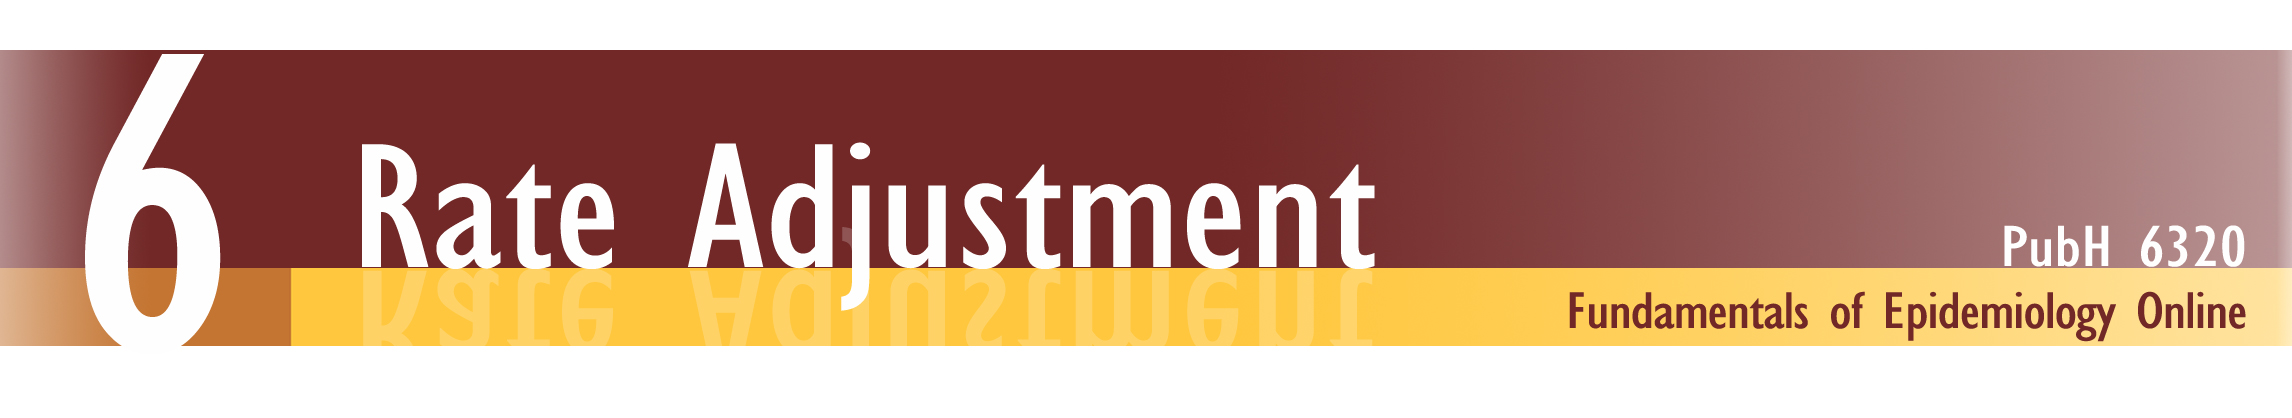 6 Rate Adjustment
PubH 6320
Fundamentals of Epidemiology Online